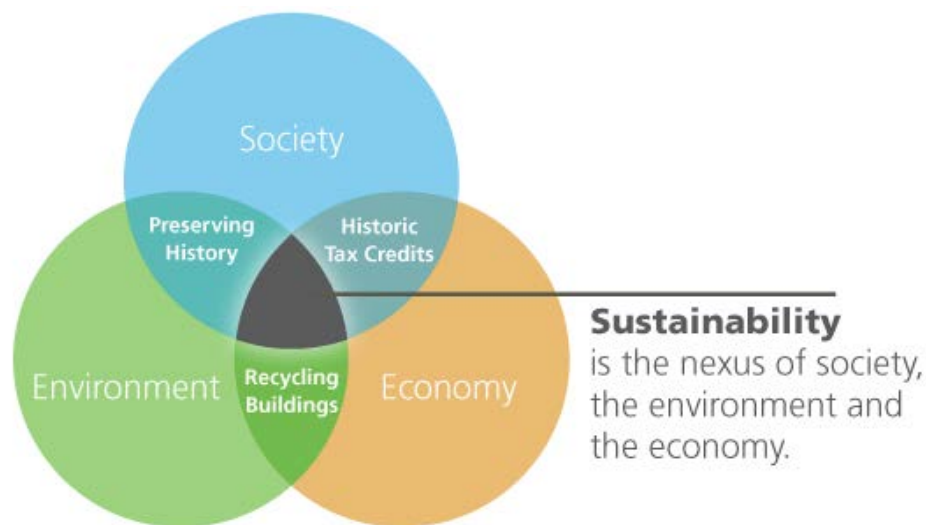 Society
Preserving
History
Historic
Tax Credits
Sustainability
is the nexus of society,
the environment and
the economy.
Environment
Recycling
Buildings
Economy